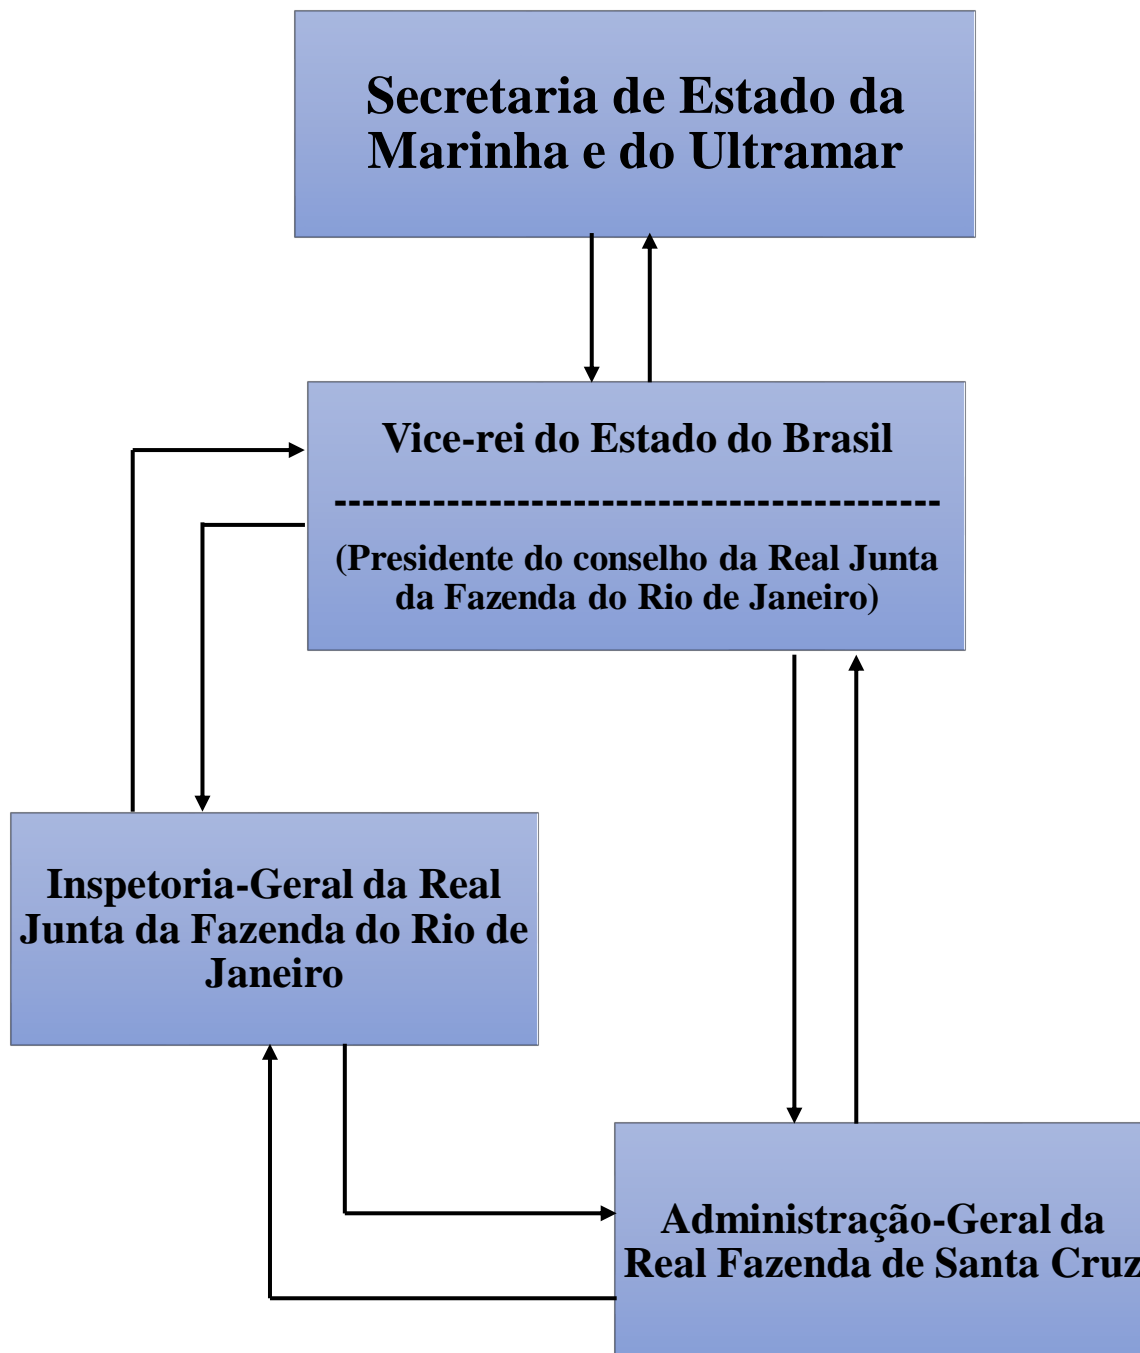 Secretaria de Estado da
Marinha e do Ultramar
Vice-rei do Estado do Brasil
-------------------------------------------
(Presidente do conselho da Real Junta
da Fazenda do Rio de Janeiro)
Inspetoria-Geral da Real
Junta da Fazenda do Rio de
Janeiro
Administração-Geral da
Real Fazenda de Santa Cruz